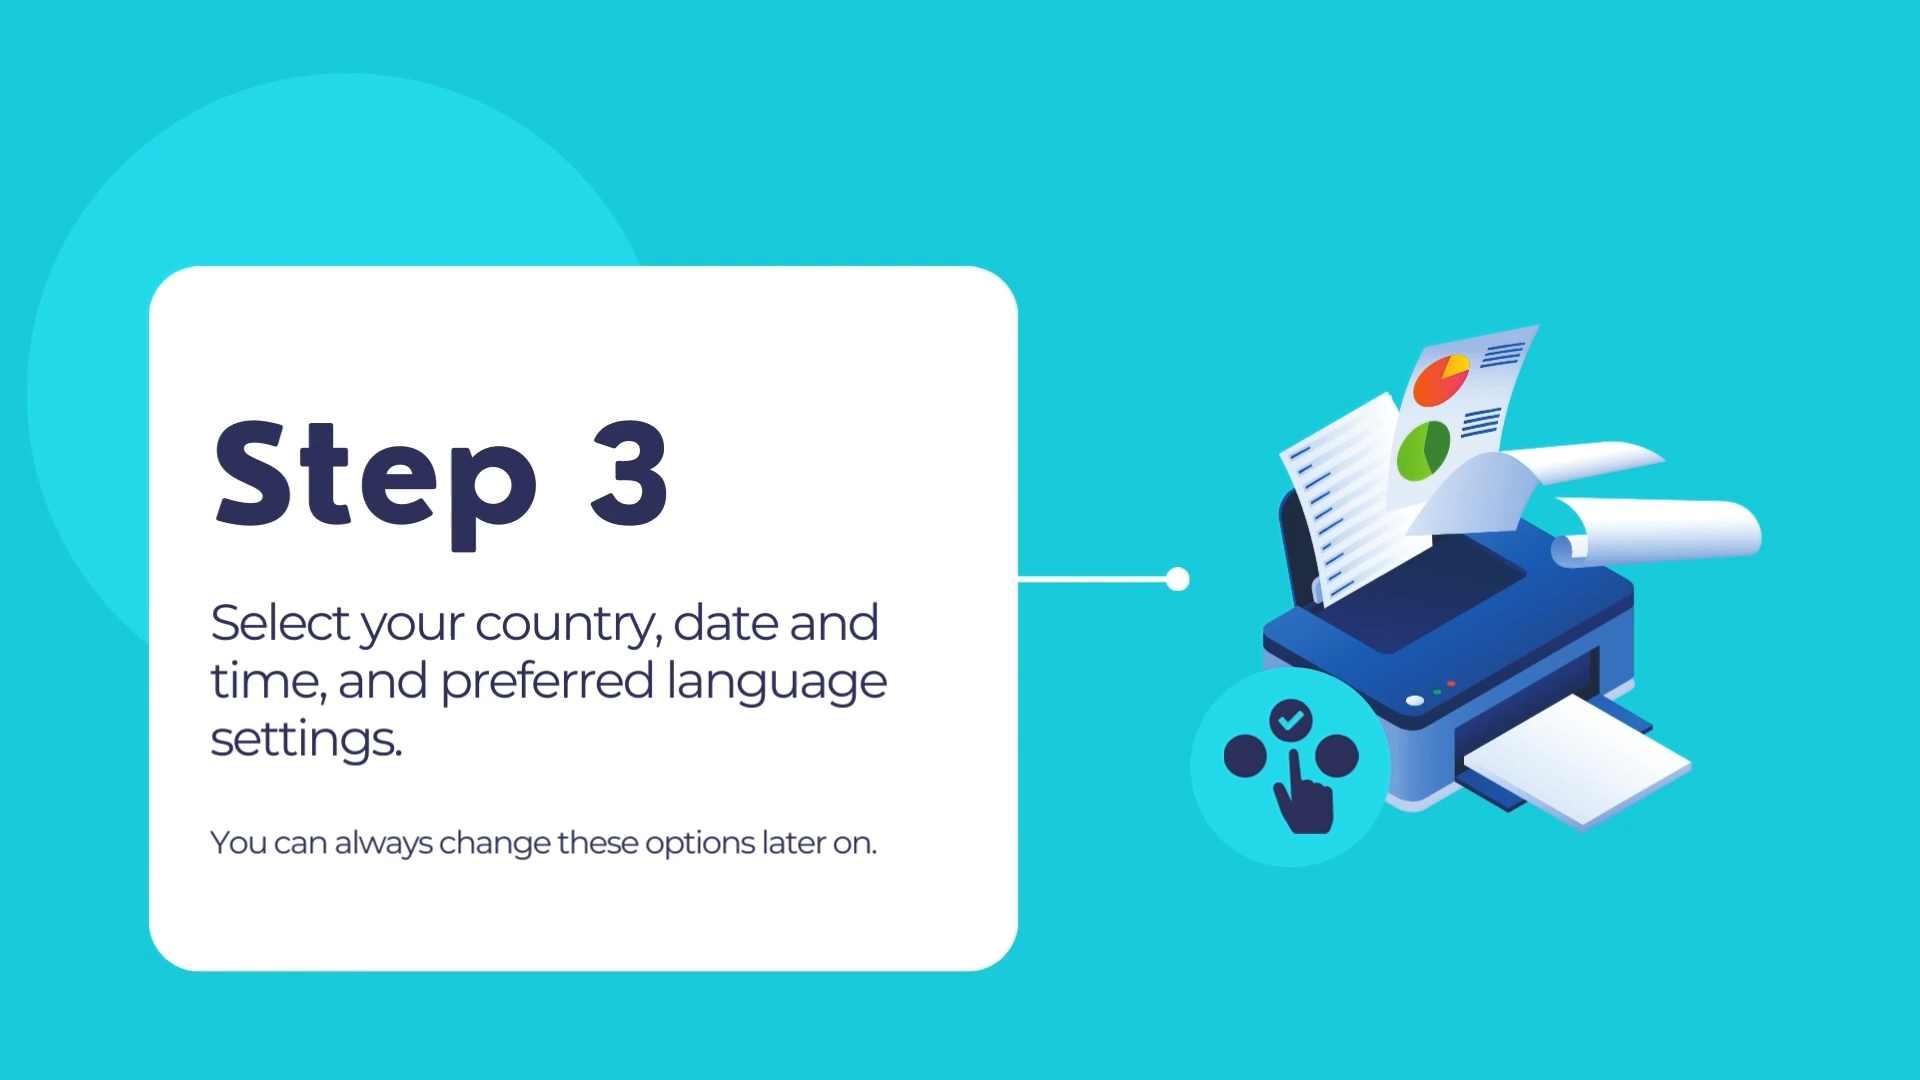 Step 3
Select your country, date and
time, and preferred language
settings.
You can always change these options later on.